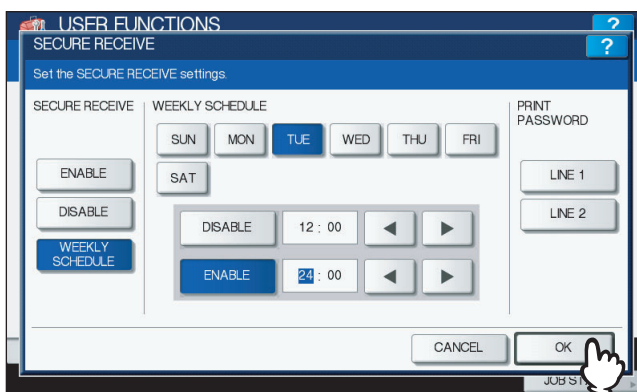 USER FUNCTIONS
?
SECURE RECEIVE
?
Set the SECURE RECEIVE settings.
SECURE RECEIVE
WEEKLY SCHEDULE
PRINT
PASSWORD
SUN MON TUE WED THU FRI
SAT
ENABLE
DISABLE
WEEKLY
SCHEDULE
DISABLE 12 : 00
ENABLE 24 : 00
LINE 1
LINE 2
CANCEL
OK
JOB ST